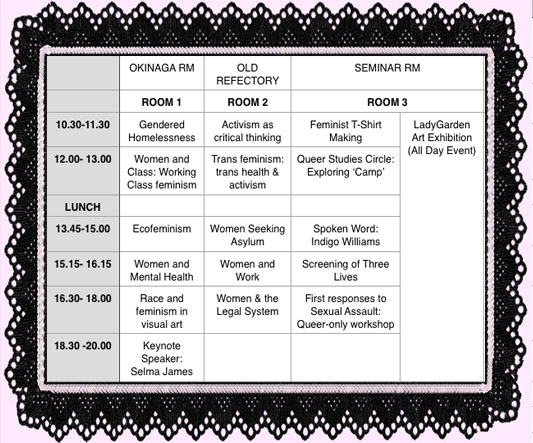 OKINAGA RM
OLD
REFECTORY
SEMINAR RM
ROOM 1
ROOM 2
ROOM 3
10.30-11.30
Gendered
Homelessness
Activism as
critical thinking
Feminist T-Shirt
Making
LadyGarden
Art Exhibition
(All Day Event)
12.00- 13.00
Women and
Class: Working
Class feminism
Trans feminism:
trans health &
activism
Queer Studies Circle:
Exploring ‘Camp’
LUNCH
13.45-15.00
Ecofeminism
Women Seeking
Asylum
Spoken Word:
Indigo Williams
15.15- 16.15
Women and
Mental Health
Women and
Work
Screening of Three
Lives
16.30- 18.00
Race and
feminism in
visual art
Women & the
Legal System
First responses to
Sexual Assault:
Queer-only workshop
18.30 -20.00
Keynote
Speaker:
Selma James